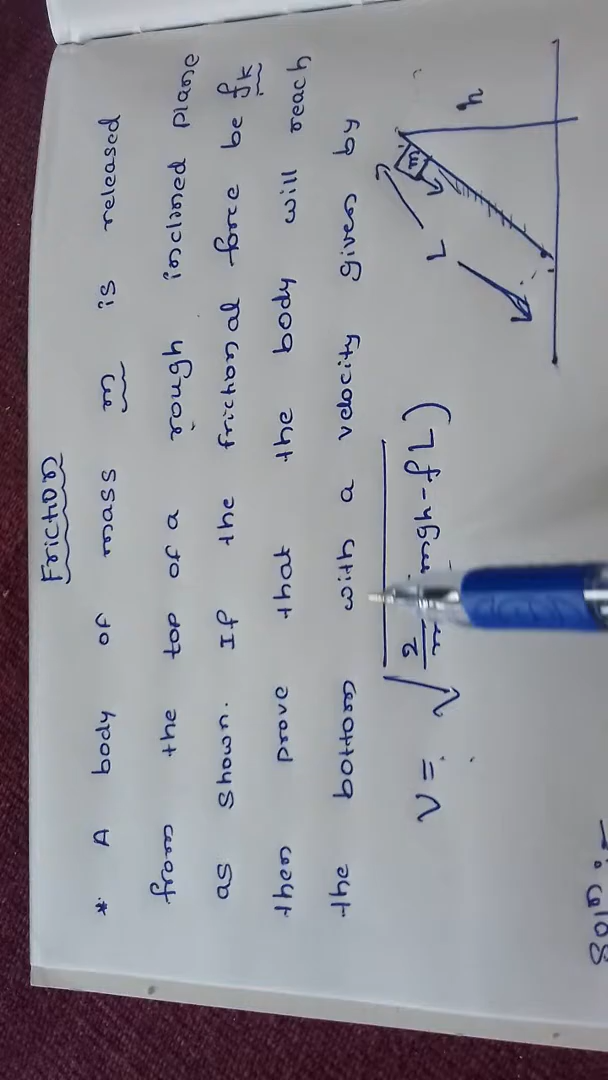 Friction
* A body of mass m is released
from the top of a rough inclined plane
as shown. If the frictional force be fk
then prove that the body will reach
the bottom with a velocity given by
v = √ 2/m mgh-fL)
m
h
L
Soln:-